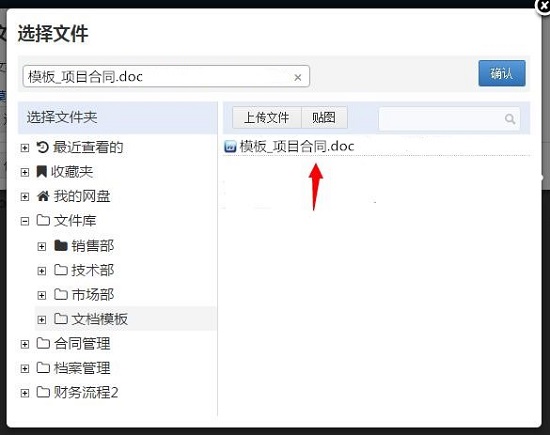 选择文件
模板_项目合同.doc ×
确认
选择文件夹
上传文件 贴图
最近查看的
模板_项目合同.doc
收藏夹
我的网盘
文件库
销售部
技术部
市场部
文档模板
合同管理
档案管理
财务流程2